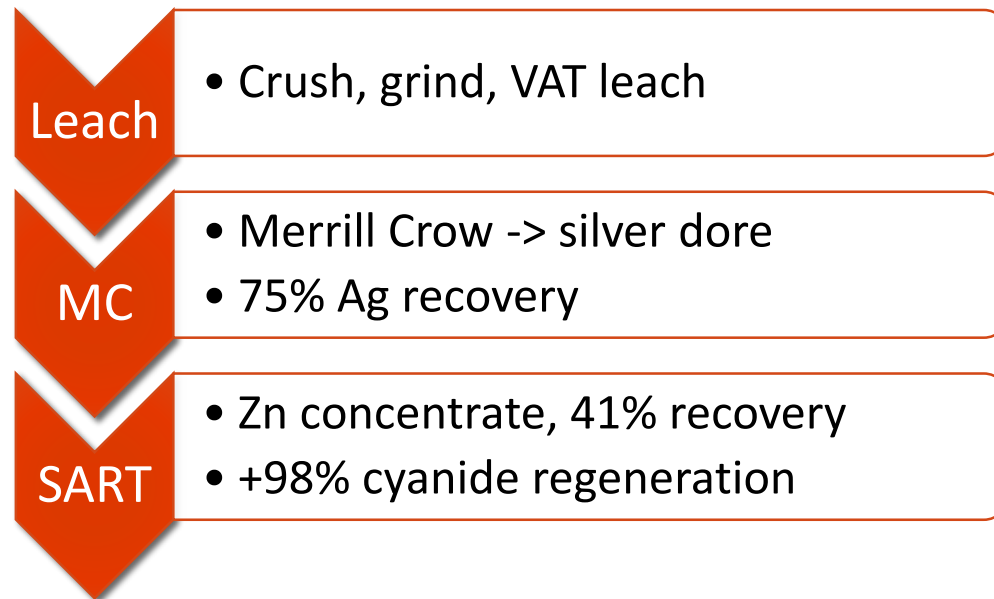 Leach
• Crush, grind, VAT leach
MC
• Merrill Crow -> silver dore
• 75% Ag recovery
SART
• Zn concentrate, 41% recovery
• +98% cyanide regeneration